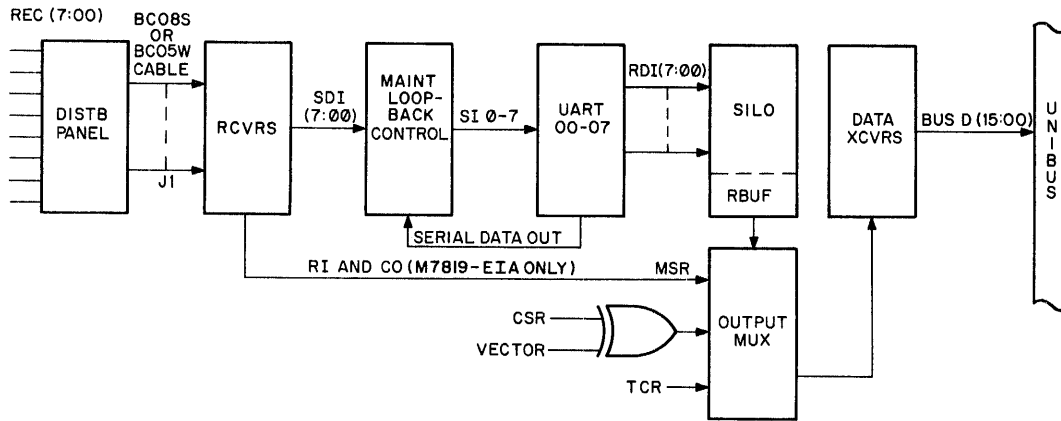 REC (7:00)
BC08S
OR
BC05W
CABLE
J1
DISTB
PANEL
RCVRS
SDI
(7:00)
MAINT
LOOP-
BACK
CONTROL
SI 0-7
UART
00-07
RDI(7:00)
SILO
RBUF
DATA
XCVRS
BUS D (15:00)
UNIBUS
SERIAL DATA OUT
RI AND CO (M7819-EIA ONLY)
MSR
CSR
VECTOR
TCR
OUTPUT
MUX